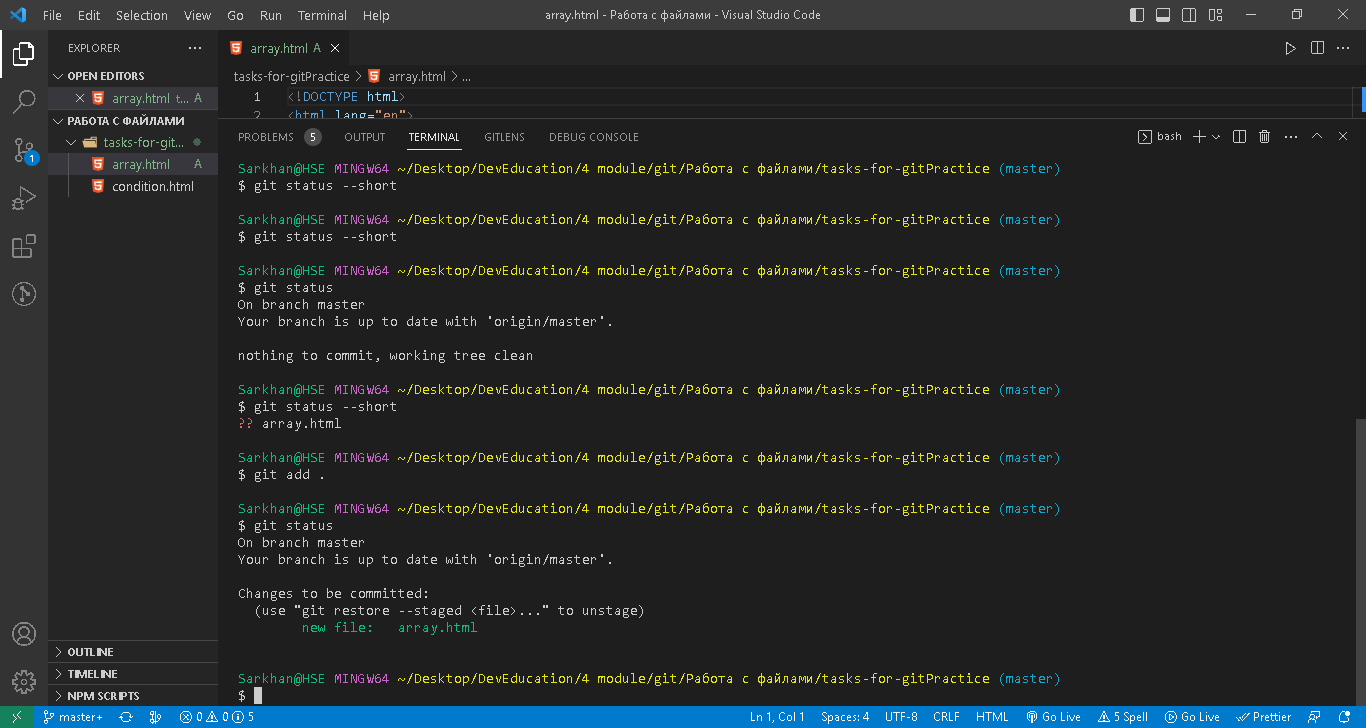 File Edit Selection View Go Run Terminal Help
array.html - Работа с файлами - Visual Studio Code
EXPLORER
OPEN EDITORS
array.html t... A
РАБОТА С ФАЙЛАМИ
tasks-for-git...
array.html A
condition.html
OUTLINE
TIMELINE
NPM SCRIPTS
1
array.html A
tasks-for-gitPractice > array.html > ...
1 <!DOCTYPE html>
2 <html lang="en">
PROBLEMS 5 OUTPUT TERMINAL GITLENS DEBUG CONSOLE
bash
Sarkhan@HSE MINGW64 ~/Desktop/DevEducation/4 module/git/Работа с файлами/tasks-for-gitPractice (master)
$ git status --short
Sarkhan@HSE MINGW64 ~/Desktop/DevEducation/4 module/git/Работа с файлами/tasks-for-gitPractice (master)
$ git status --short
Sarkhan@HSE MINGW64 ~/Desktop/DevEducation/4 module/git/Работа с файлами/tasks-for-gitPractice (master)
$ git status
On branch master
Your branch is up to date with 'origin/master'.
nothing to commit, working tree clean
Sarkhan@HSE MINGW64 ~/Desktop/DevEducation/4 module/git/Работа с файлами/tasks-for-gitPractice (master)
$ git status --short
?? array.html
Sarkhan@HSE MINGW64 ~/Desktop/DevEducation/4 module/git/Работа с файлами/tasks-for-gitPractice (master)
$ git add .
Sarkhan@HSE MINGW64 ~/Desktop/DevEducation/4 module/git/Работа с файлами/tasks-for-gitPractice (master)
$ git status
On branch master
Your branch is up to date with 'origin/master'.
Changes to be committed:
(use "git restore --staged <file>..." to unstage)
new file: array.html
Sarkhan@HSE MINGW64 ~/Desktop/DevEducation/4 module/git/Работа с файлами/tasks-for-gitPractice (master)
$
master+ 0 0 5 Ln 1, Col 1 Spaces: 4 UTF-8 CRLF HTML Go Live 5 Spell Go Live Prettier